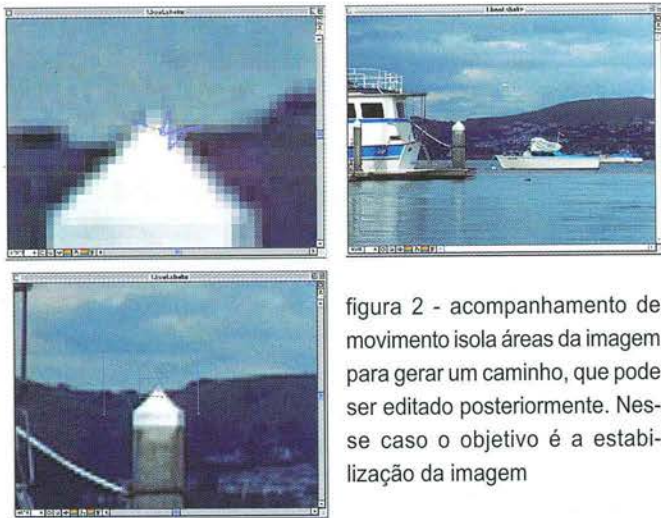 figura 2 - acompanhamento de
movimento isola áreas da imagem
para gerar um caminho, que pode
ser editado posteriormente. Nes-
se caso o objetivo é a estabi-
lização da imagem